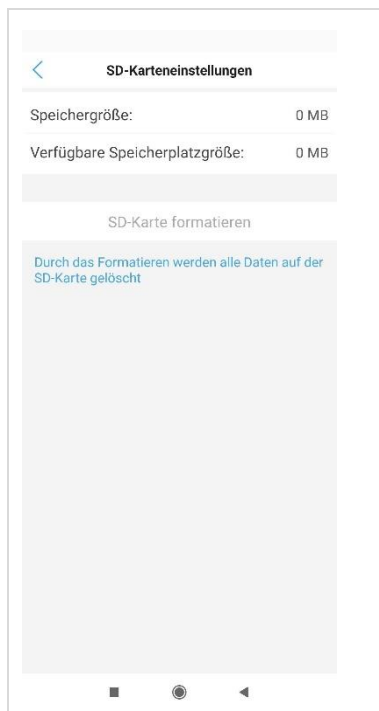 SD-Karteneinstellungen
Speichergröße: 0 MB
Verfügbare Speicherplatzgröße: 0 MB
SD-Karte formatieren
Durch das Formatieren werden alle Daten auf der
SD-Karte gelöscht